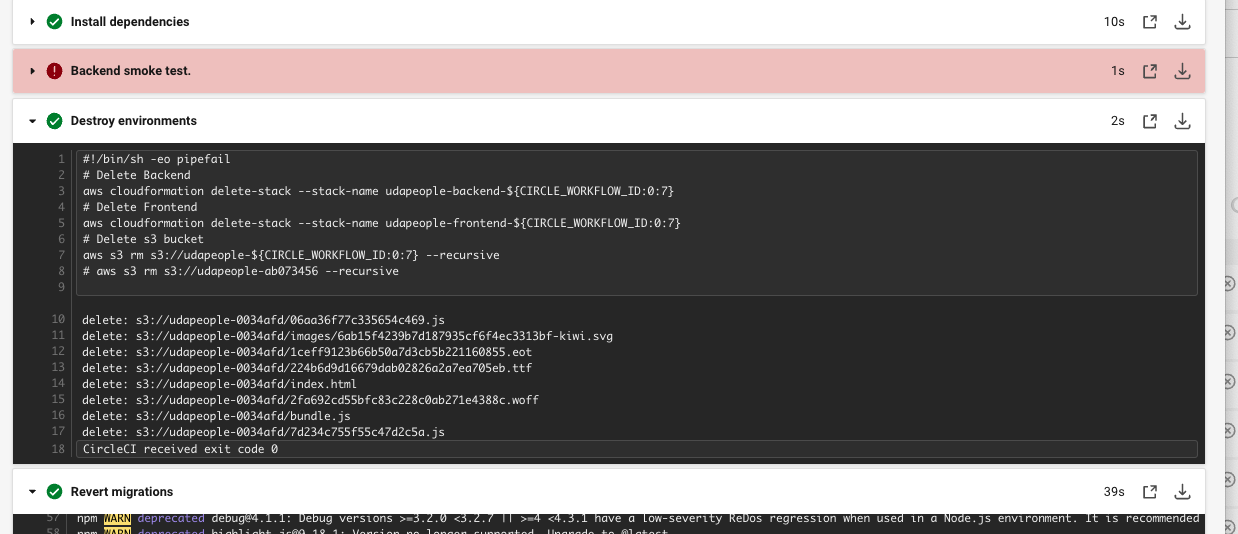 Install dependencies 10s
Backend smoke test. 1s
Destroy environments 2s
1 #!/bin/sh -eo pipefail
2 # Delete Backend
3 aws cloudformation delete-stack --stack-name udapeople-backend-${CIRCLE_WORKFLOW_ID:0:7}
4 # Delete Frontend
5 aws cloudformation delete-stack --stack-name udapeople-frontend-${CIRCLE_WORKFLOW_ID:0:7}
6 # Delete s3 bucket
7 aws s3 rm s3://udapeople-${CIRCLE_WORKFLOW_ID:0:7} --recursive
8 # aws s3 rm s3://udapeople-ab073456 --recursive
9
10 delete: s3://udapeople-0034afd/06aa36f77c335654c469.js
11 delete: s3://udapeople-0034afd/images/6ab15f4239b7d187935cf6f4ec3313bf-kiwi.svg
12 delete: s3://udapeople-0034afd/1ceff9123b66b50a7d3cb5b221160855.eot
13 delete: s3://udapeople-0034afd/224b6d9d16679dab02826a2a7ea705eb.ttf
14 delete: s3://udapeople-0034afd/index.html
15 delete: s3://udapeople-0034afd/2fa692cd55bfc83c228c0ab271e4388c.woff
16 delete: s3://udapeople-0034afd/bundle.js
17 delete: s3://udapeople-0034afd/7d234c755f55c47d2c5a.js
18 CircleCI received exit code 0
Revert migrations 39s
57 npm WARN deprecated debug@4.1.1: Debug versions >=3.2.0 <3.2.7 || >=4 <4.3.1 have a low-severity ReDos regression when used in a Node.js environment. It is recommended
58 npm WARN deprecated highlight.js@9.18.1: Version no longer supported. Upgrade to @latest